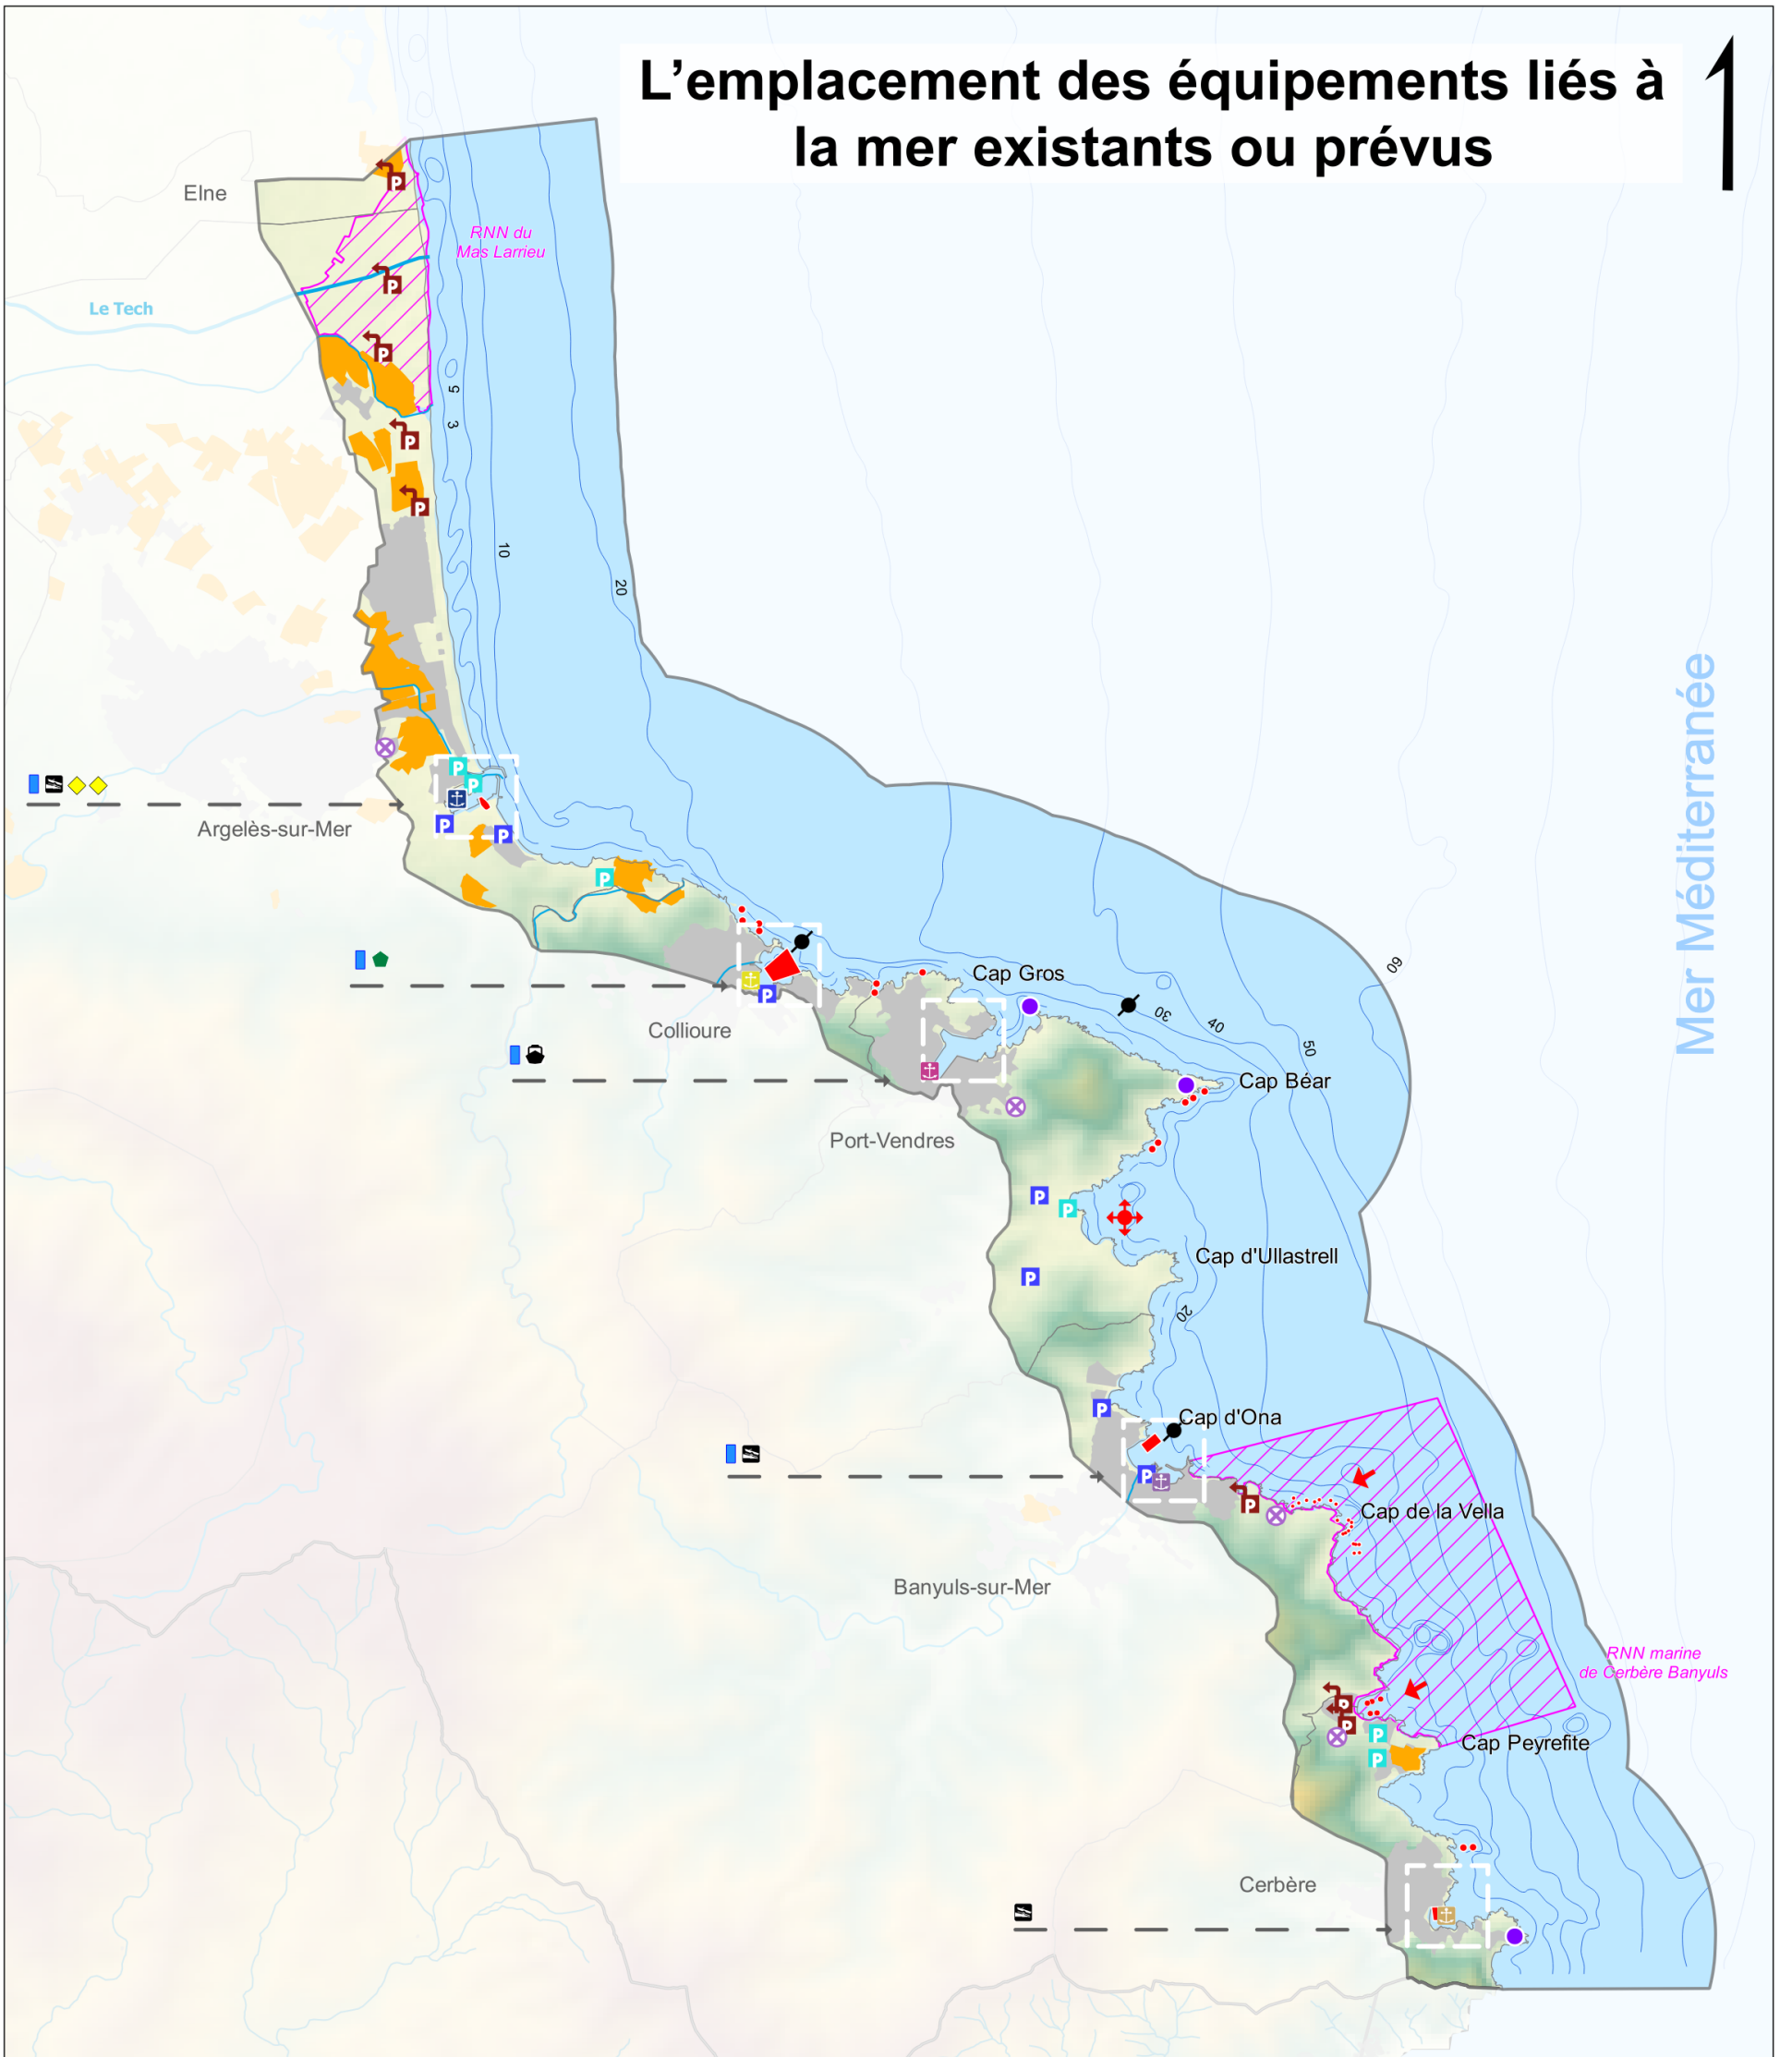 L’emplacement des équipements liés à
la mer existants ou prévus
Elne
RNN du
Mas Larrieu
Le Tech
5
3
10
20
Mer Méditerranée
P
P
P
P
P
P
P
P
P
Argelès-sur-Mer
P
P
Cap Gros
60
Collioure
30
40
50
Cap Béar
Port-Vendres
P
P
Cap d'Ullastrell
P
20
P
Cap d'Ona
P
P
Cap de la Vella
Banyuls-sur-Mer
RNN marine
de Cerbère Banyuls
P
P
P
Cap Peyrefite
P
Cerbère